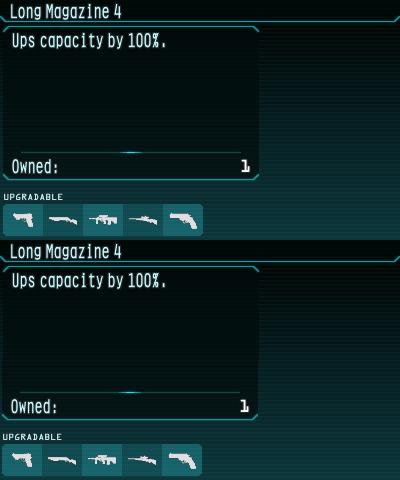 Long Magazine 4
Ups capacity by 100%.
Owned: 1
UPGRADABLE
Long Magazine 4
Ups capacity by 100%.
Owned: 1
UPGRADABLE